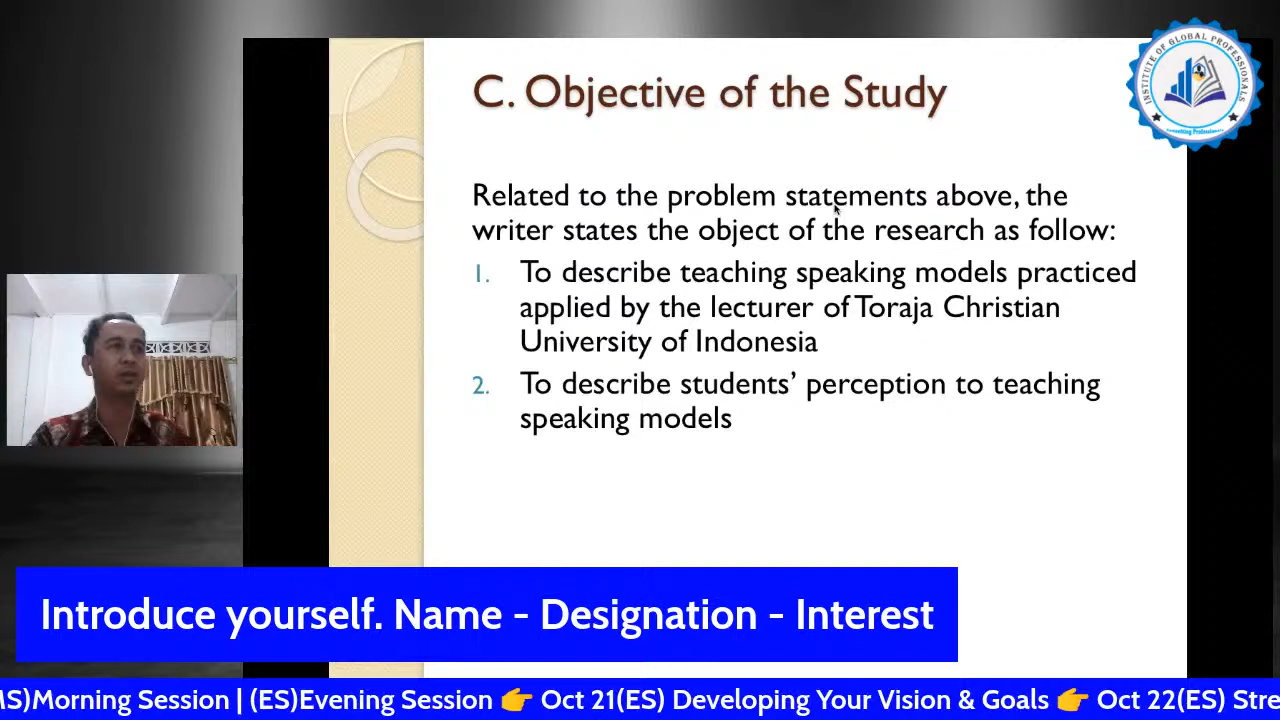 C. Objective of the Study
INSTITUTE OF GLOBAL PROFESSIONALS
Consulting Professionals
Related to the problem statements above, the
writer states the object of the research as follow:
1. To describe teaching speaking models practiced
applied by the lecturer of Toraja Christian
University of Indonesia
2. To describe students’ perception to teaching
speaking models
Introduce yourself. Name - Designation - Interest
MS)Morning Session | (ES)Evening Session 👉 Oct 21(ES) Developing Your Vision & Goals 👉 Oct 22(ES) Stre